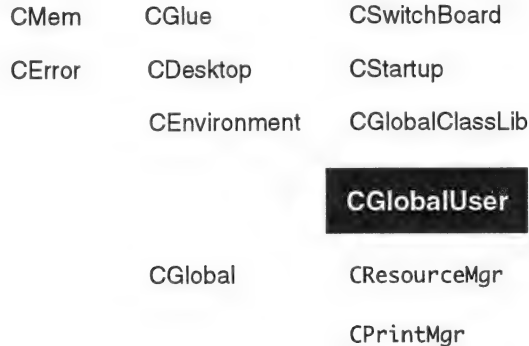 CMem CGlue CSwitchBoard
CError CDesktop CStartup
CEnvironment CGlobalClassLib
CGlobalUser
CGlobal CResourceMgr
CPrintMgr